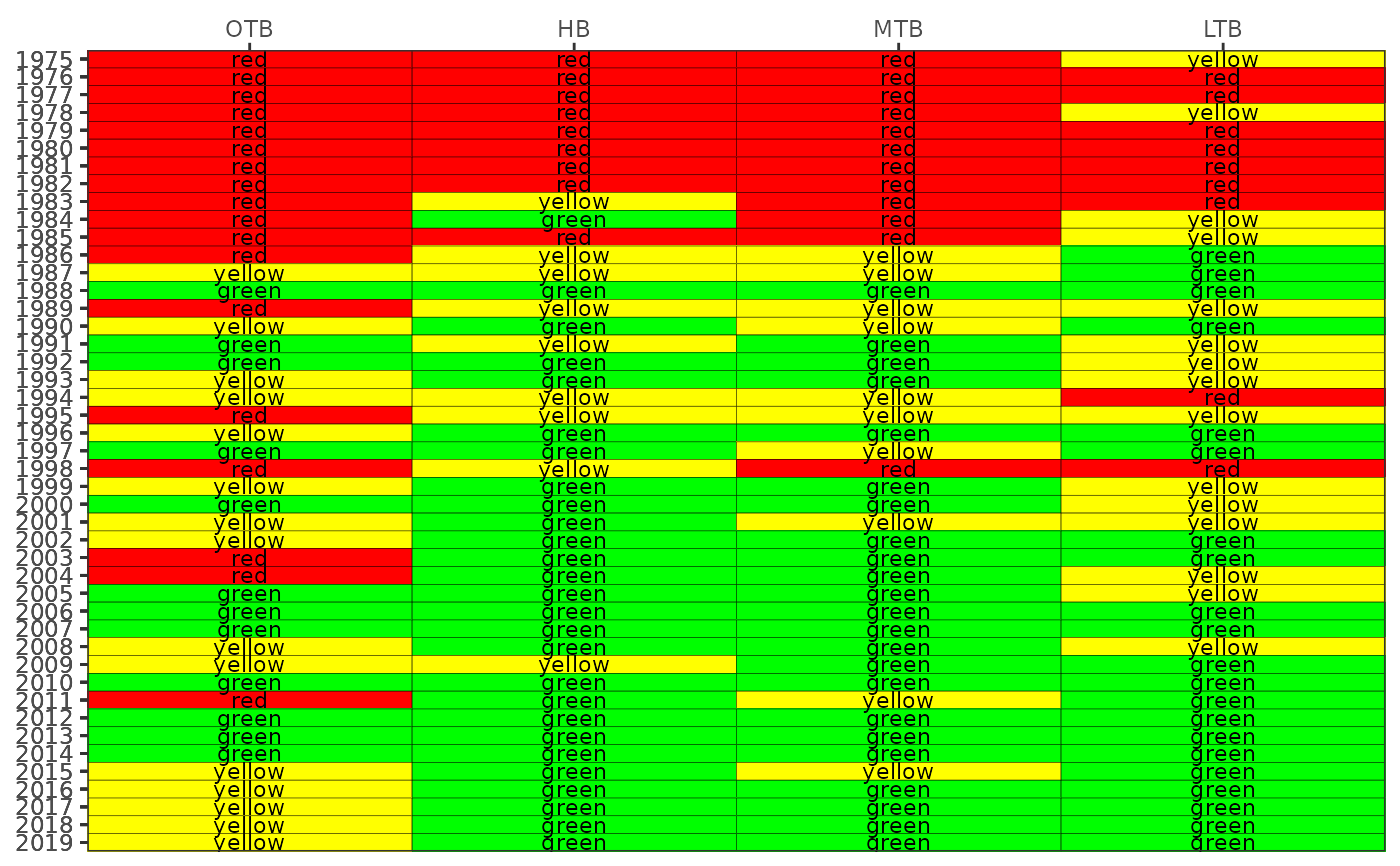 OTB HB MTB LTB
1975 red red red yellow
1976 red red red red
1977 red red red red
1978 red red red yellow
1979 red red red red
1980 red red red red
1981 red red red red
1982 red red red red
1983 red yellow red red
1984 red green red yellow
1985 red red red yellow
1986 red yellow yellow green
1987 yellow yellow yellow green
1988 green green green green
1989 red yellow yellow yellow
1990 yellow green yellow green
1991 green yellow green yellow
1992 green green green yellow
1993 yellow green green yellow
1994 yellow yellow yellow red
1995 red yellow yellow yellow
1996 yellow green green green
1997 green green yellow green
1998 red yellow red red
1999 yellow green green yellow
2000 green green green yellow
2001 yellow green yellow yellow
2002 yellow green green green
2003 red green green green
2004 red green green yellow
2005 green green green yellow
2006 green green green green
2007 green green green green
2008 yellow green green yellow
2009 yellow yellow green green
2010 green green green green
2011 red green yellow green
2012 green green green green
2013 green green green green
2014 green green green green
2015 yellow green yellow green
2016 yellow green green green
2017 yellow green green green
2018 yellow green green green
2019 yellow green green green